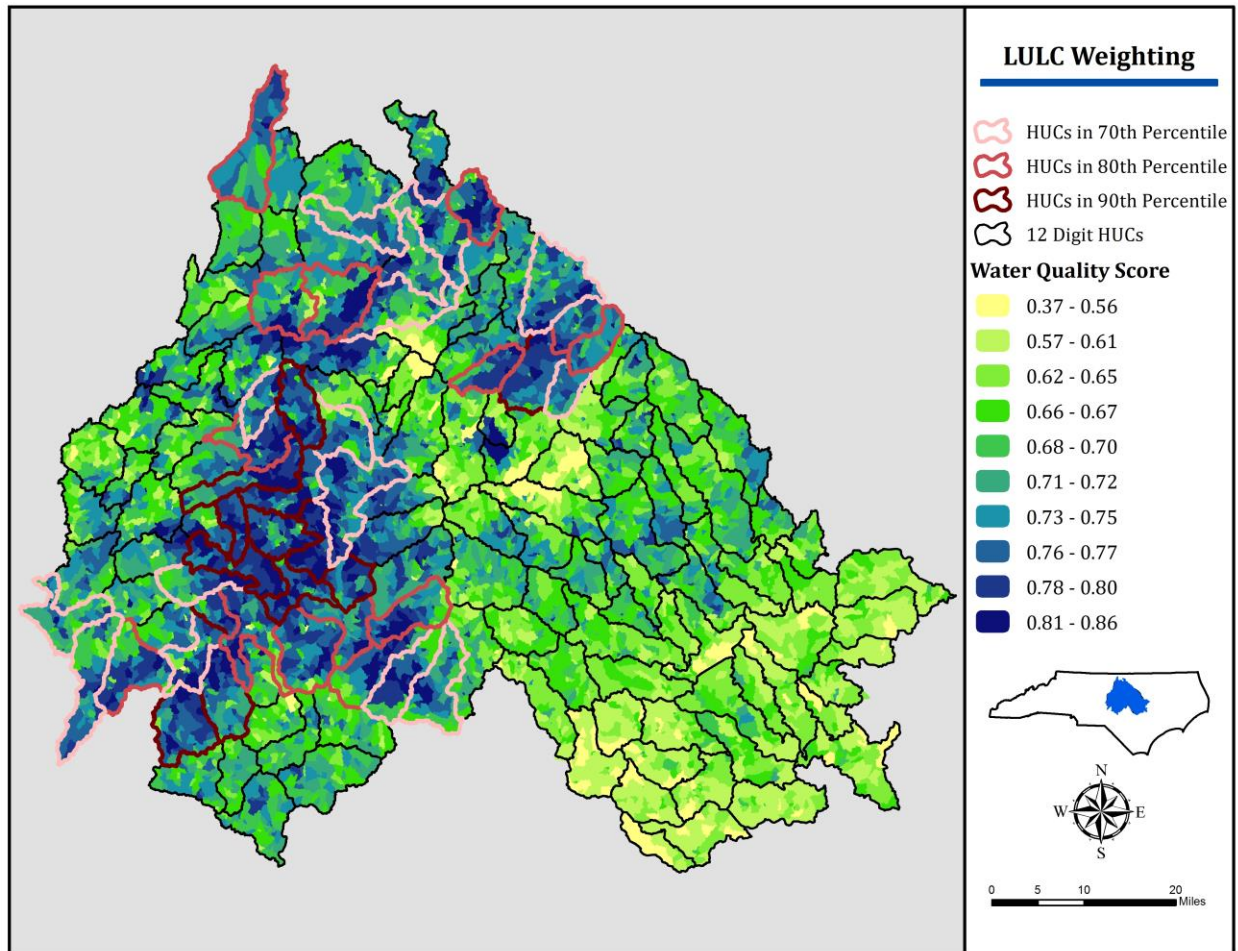 LULC Weighting
HUCs in 70th Percentile
HUCs in 80th Percentile
HUCs in 90th Percentile
12 Digit HUCs
Water Quality Score
0.37 - 0.56
0.57 - 0.61
0.62 - 0.65
0.66 - 0.67
0.68 - 0.70
0.71 - 0.72
0.73 - 0.75
0.76 - 0.77
0.78 - 0.80
0.81 - 0.86
N
W E
S
0 5 10 20
Miles